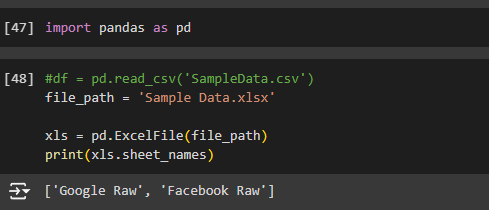 [47] import pandas as pd
[48] #df = pd.read_csv('SampleData.csv')
file_path = 'Sample Data.xlsx'
xls = pd.ExcelFile(file_path)
print(xls.sheet_names)
['Google Raw', 'Facebook Raw']